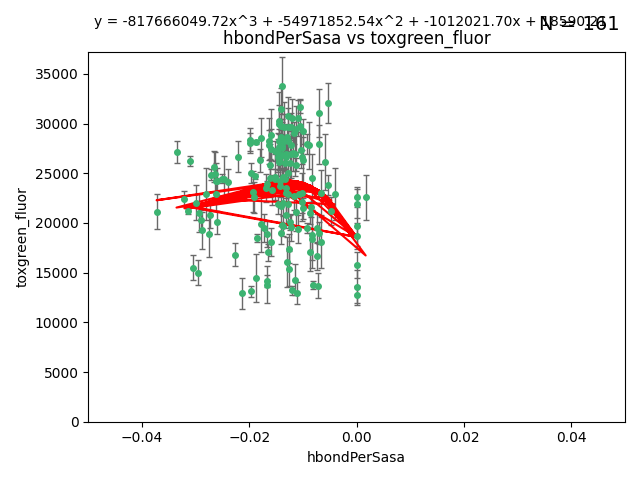 y = -817666049.72x^3 + -54971852.54x^2 + -1012021.70x +
N = 161
hbondPerSasa vs toxgreen_fluor
35000
30000
25000
20000
15000
10000
5000
0
toxgreen_fluor
-0.04
-0.02
0.00
0.02
0.04
hbondPerSasa